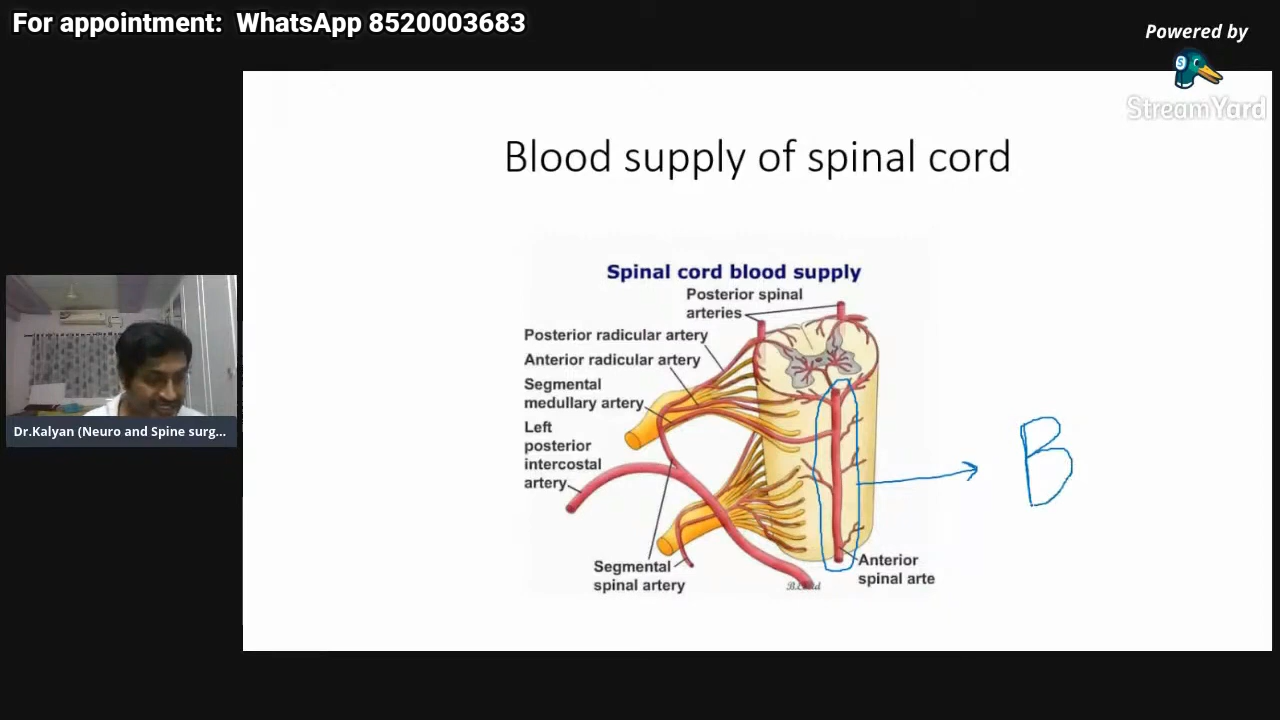 For appointment: WhatsApp 8520003683
Powered by
StreamYard
Blood supply of spinal cord
Spinal cord blood supply
Posterior spinal
arteries
Posterior radicular artery
Anterior radicular artery
Segmental
medullary artery
Left
posterior
intercostal
artery
Segmental
spinal artery
Anterior
spinal arte
B
S
Dr.Kalyan (Neuro and Spine surg...